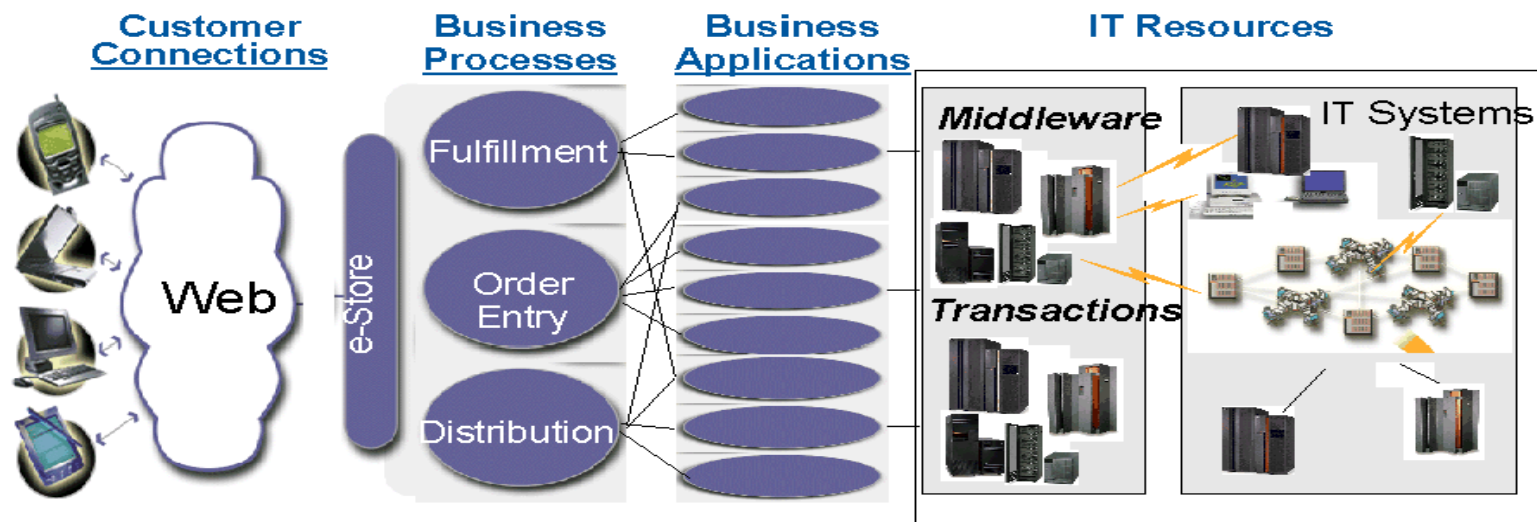 Customer
Connections
Business
Processes
Business
Applications
IT Resources
Web
e-Store
Fulfillment
Order
Entry
Distribution
Middleware
Transactions
IT Systems